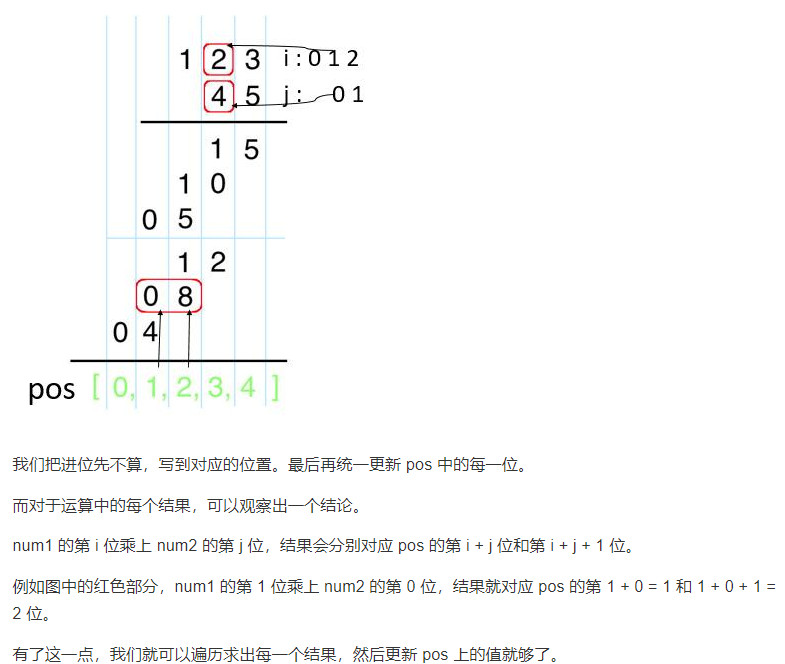 1 2 3 i:0 1 2
4 5 j: 0 1
1 5
1 0
0 5
1 2
0 8
0 4
pos [ 0, 1, 2, 3, 4 ]
我们把进位先不算，写到对应的位置。最后再统一更新 pos 中的每一位。
而对于运算中的每个结果，可以观察出一个结论。
num1 的第 i 位乘上 num2 的第 j 位，结果会分别对应 pos 的第 i + j 位和第 i + j + 1 位。
例如图中的红色部分，num1 的第 1 位乘上 num2 的第 0 位，结果就对应 pos 的第 1 + 0 = 1 和 1 + 0 + 1 =
2 位。
有了这一点，我们就可以遍历求出每一个结果，然后更新 pos 上的值就够了。